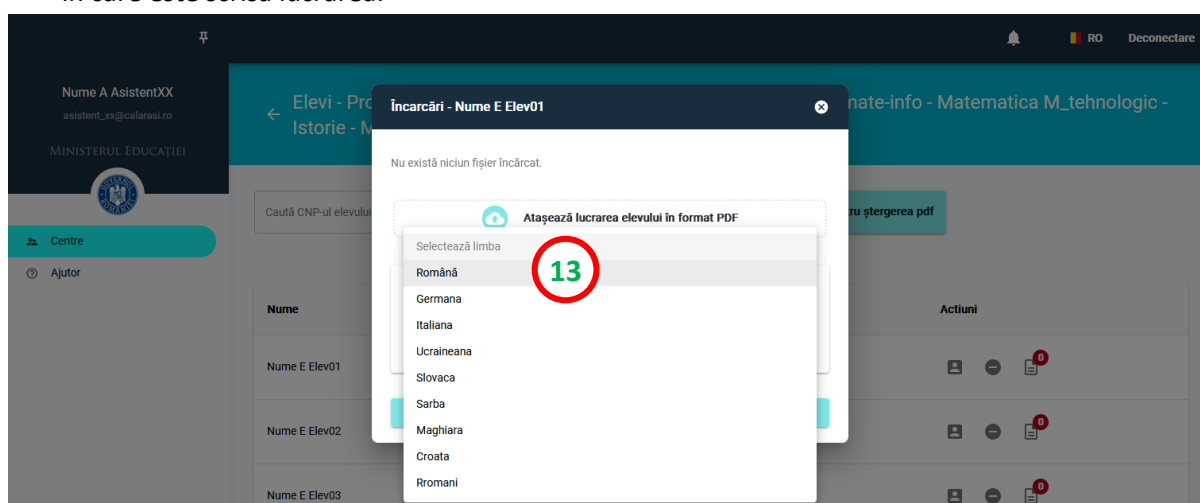 în care este scrisă lucrarea.
RO Deconectare
Nume A AsistentXX
asistent_xx@calarasi.ro
MINISTERUL EDUCAȚIEI
Centre
Ajutor
Elevi - Pro
mate-info - Matematica M_tehnologic -
Istorie - M
Încarcări - Nume E Elev01
Nu există niciun fișier încărcat.
Caută CNP-ul elevului
Atașează lucrarea elevului în format PDF
ru ștergerea pdf
Selectează limba
Română
13
Germana
Italiana
Ucraineana
Slovaca
Sarba
Maghiara
Croata
Rromani
Nume
Actiuni
Nume E Elev01
0
Nume E Elev02
0
Nume E Elev03
0